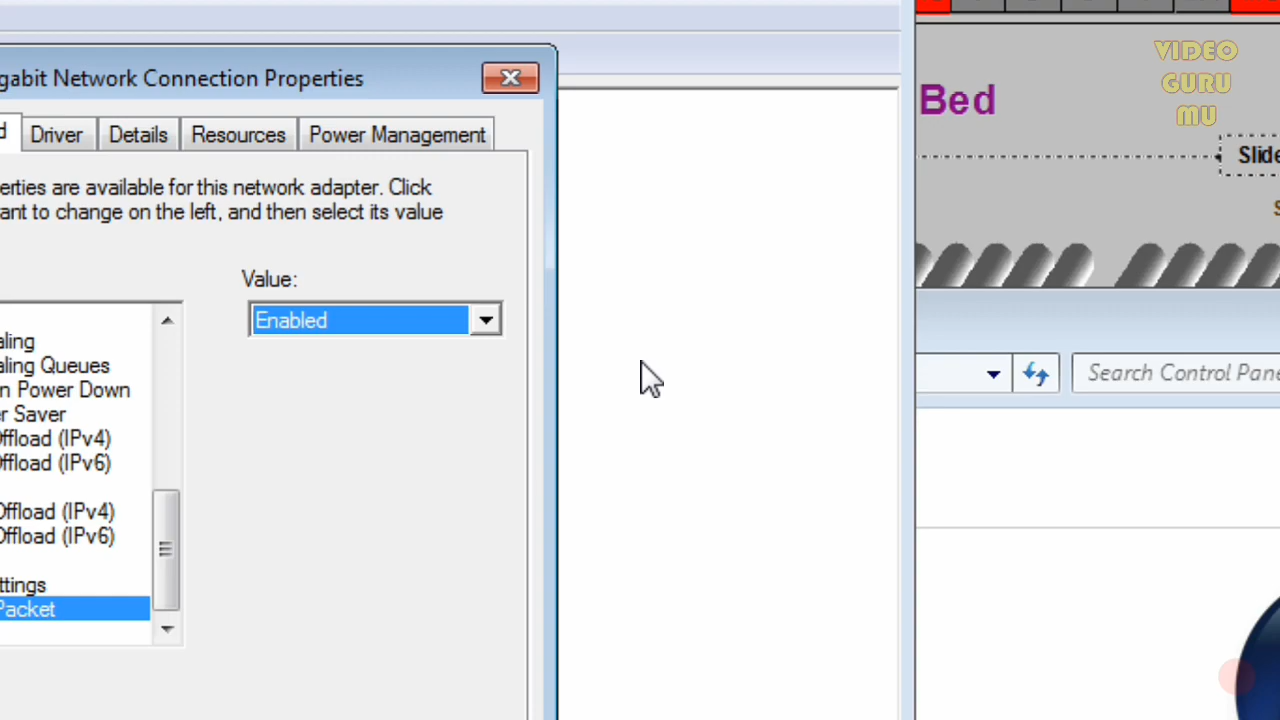 gabit Network Connection Properties
d Driver Details Resources Power Management
erties are available for this network adapter. Click
ant to change on the left, and then select its value
Value:
Enabled
aling
aling Queues
n Power Down
er Saver
Offload (IPv4)
Offload (IPv6)
Offload (IPv4)
Offload (IPv6)
ttings
Packet
VIDEO
GURU
MU
Bed
Slide
S
Search Control Pane